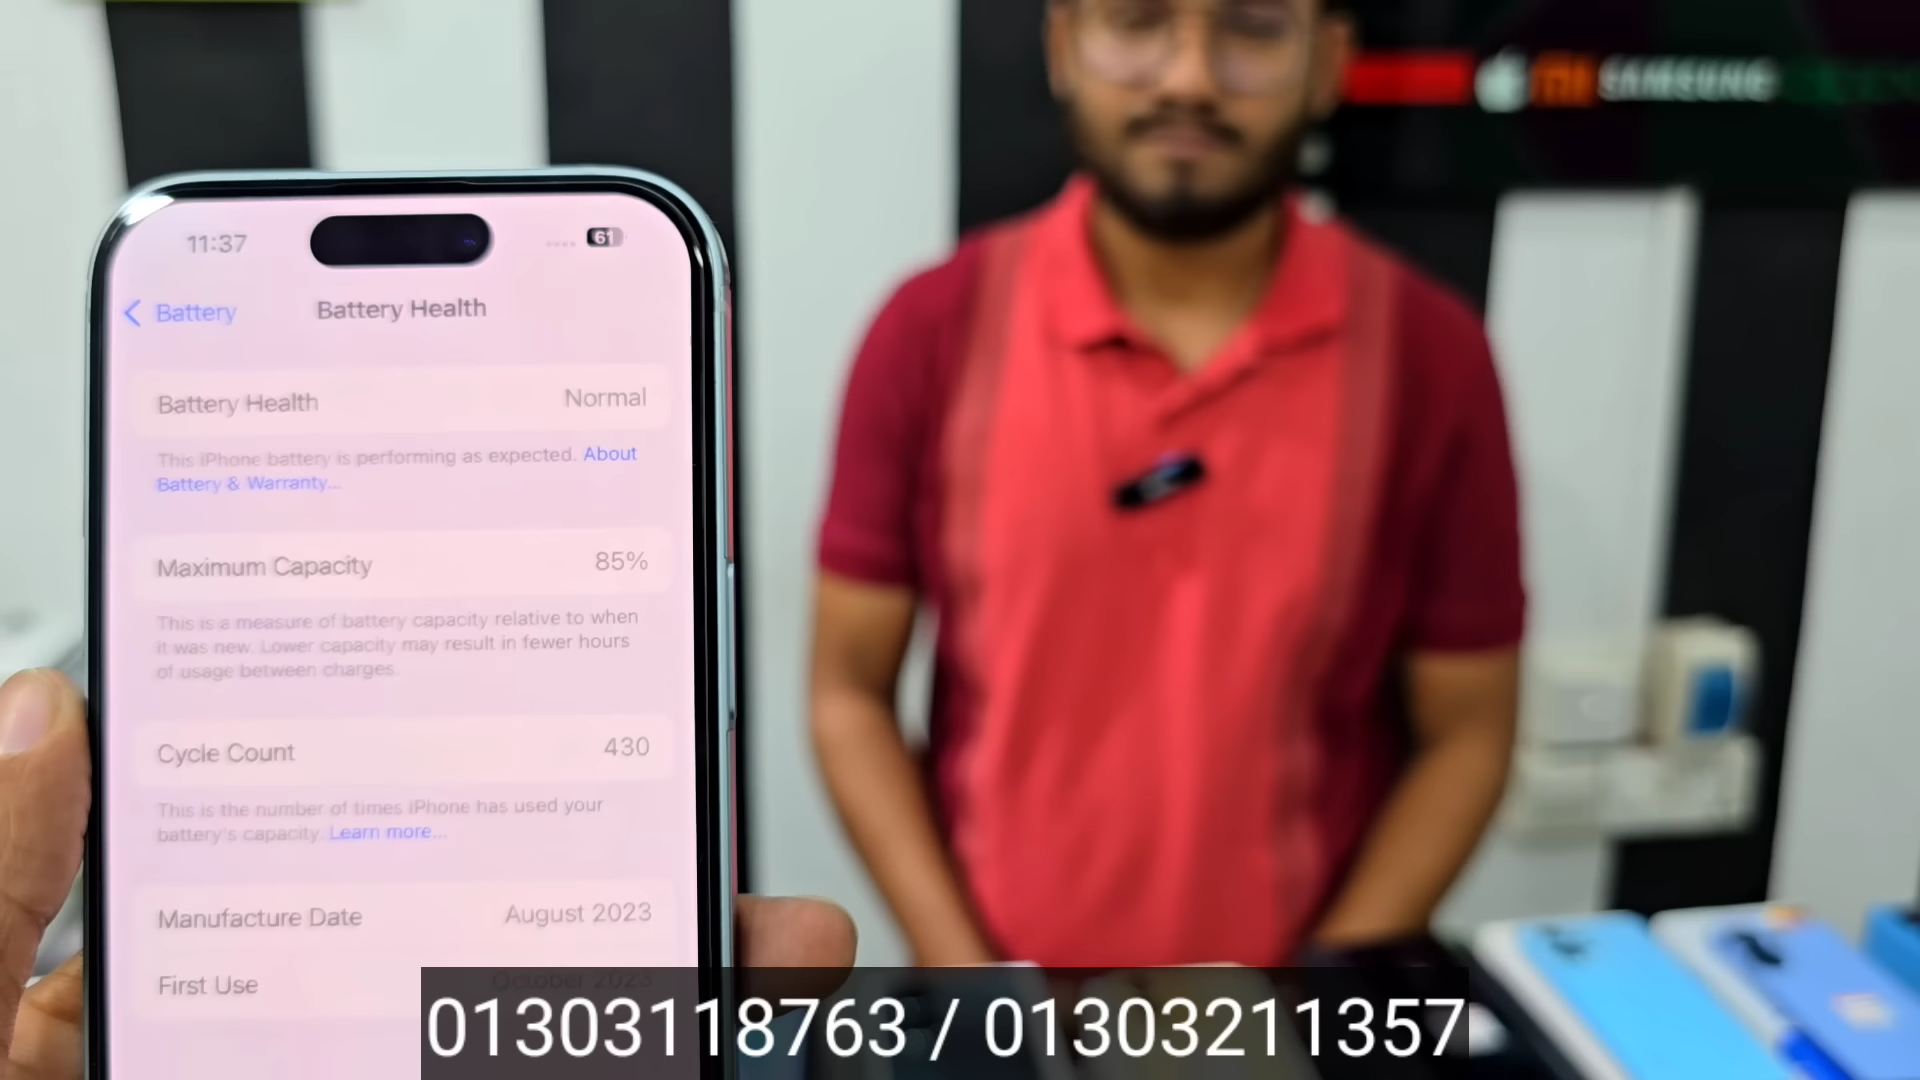 SAMSUNG
11:37
61
Battery
Battery Health
Battery Health Normal
This iPhone battery is performing as expected. About
Battery & Warranty...
Maximum Capacity 85%
This is a measure of battery capacity relative to when
it was new. Lower capacity may result in fewer hours
of usage between charges.
Cycle Count 430
This is the number of times iPhone has used your
battery's capacity. Learn more...
Manufacture Date August 2023
First Use October 2023
01303118763 / 01303211357